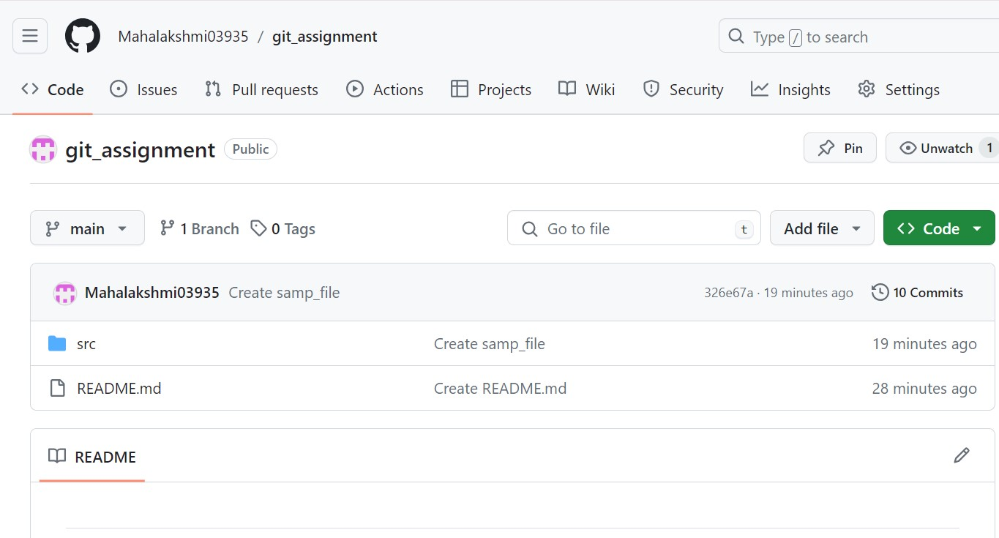 Mahalakshmi03935 / git_assignment Type / to search
Code Issues Pull requests Actions Projects Wiki Security Insights Settings
git_assignment Public Pin Unwatch 1
main 1 Branch 0 Tags Go to file t Add file Code
Mahalakshmi03935 Create samp_file 326e67a · 19 minutes ago 10 Commits
src Create samp_file 19 minutes ago
README.md Create README.md 28 minutes ago
README